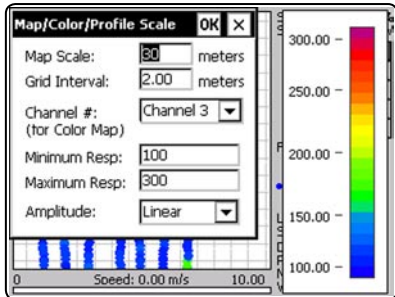 Map/Color/Profile Scale OK ×
Map Scale: 30 meters
Grid Interval: 2.00 meters
Channel #: Channel 3
(for Color Map)
Minimum Resp: 100
Maximum Resp: 300
Amplitude: Linear
0 Speed: 0.00 m/s 10.00
300.00
250.00
200.00
150.00
100.00